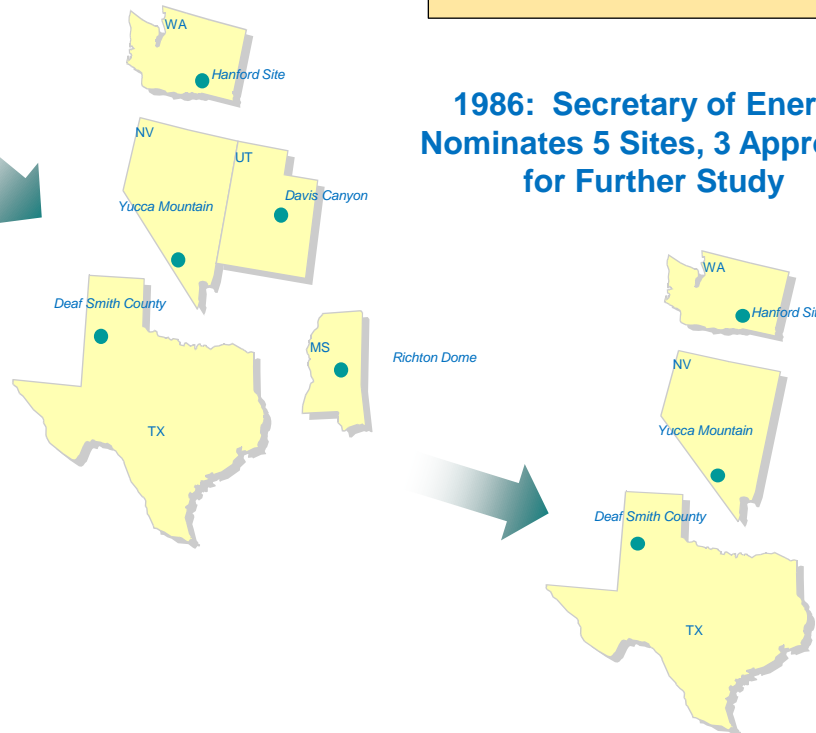 WA
Hanford Site
NV
UT
Davis Canyon
Yucca Mountain
Deaf Smith County
MS
Richton Dome
TX
1986: Secretary of Ener
Nominates 5 Sites, 3 Appro
for Further Study
WA
Hanford Sit
NV
Yucca Mountain
Deaf Smith County
TX